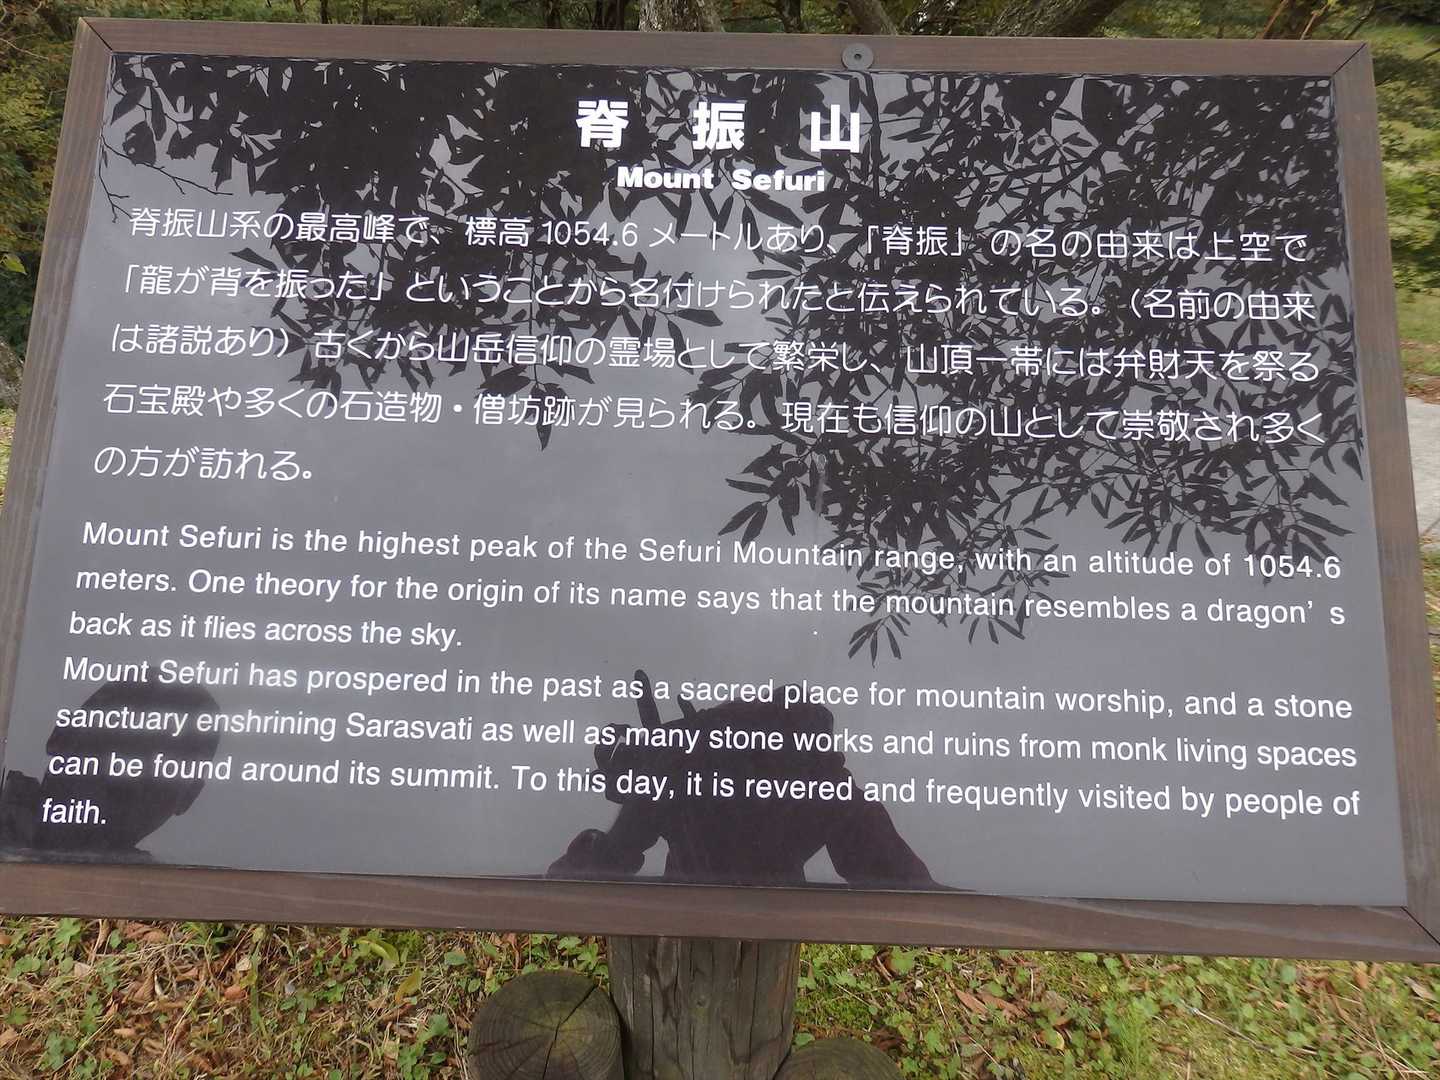 脊振山
Mount Sefuri
脊振山系の最高峰で、標高1054.6メートルあり、「脊振」の名の由来は上空で
「龍が背を振った」ということから名付けられたと伝えられている。（名前の由来
は諸説あり）古くから山岳信仰の霊場として繁栄し、山頂一帯には弁財天を祭る
石宝殿や多くの石造物・僧坊跡が見られる。現在も信仰の山として崇敬され多く
の方が訪れる。
Mount Sefuri is the highest peak of the Sefuri Mountain range, with an altitude of 1054.6
meters. One theory for the origin of its name says that the mountain resembles a dragon’s
back as it flies across the sky.
Mount Sefuri has prospered in the past as a sacred place for mountain worship, and a stone
sanctuary enshrining Sarasvati as well as many stone works and ruins from monk living spaces
can be found around its summit. To this day, it is revered and frequently visited by people of
faith.